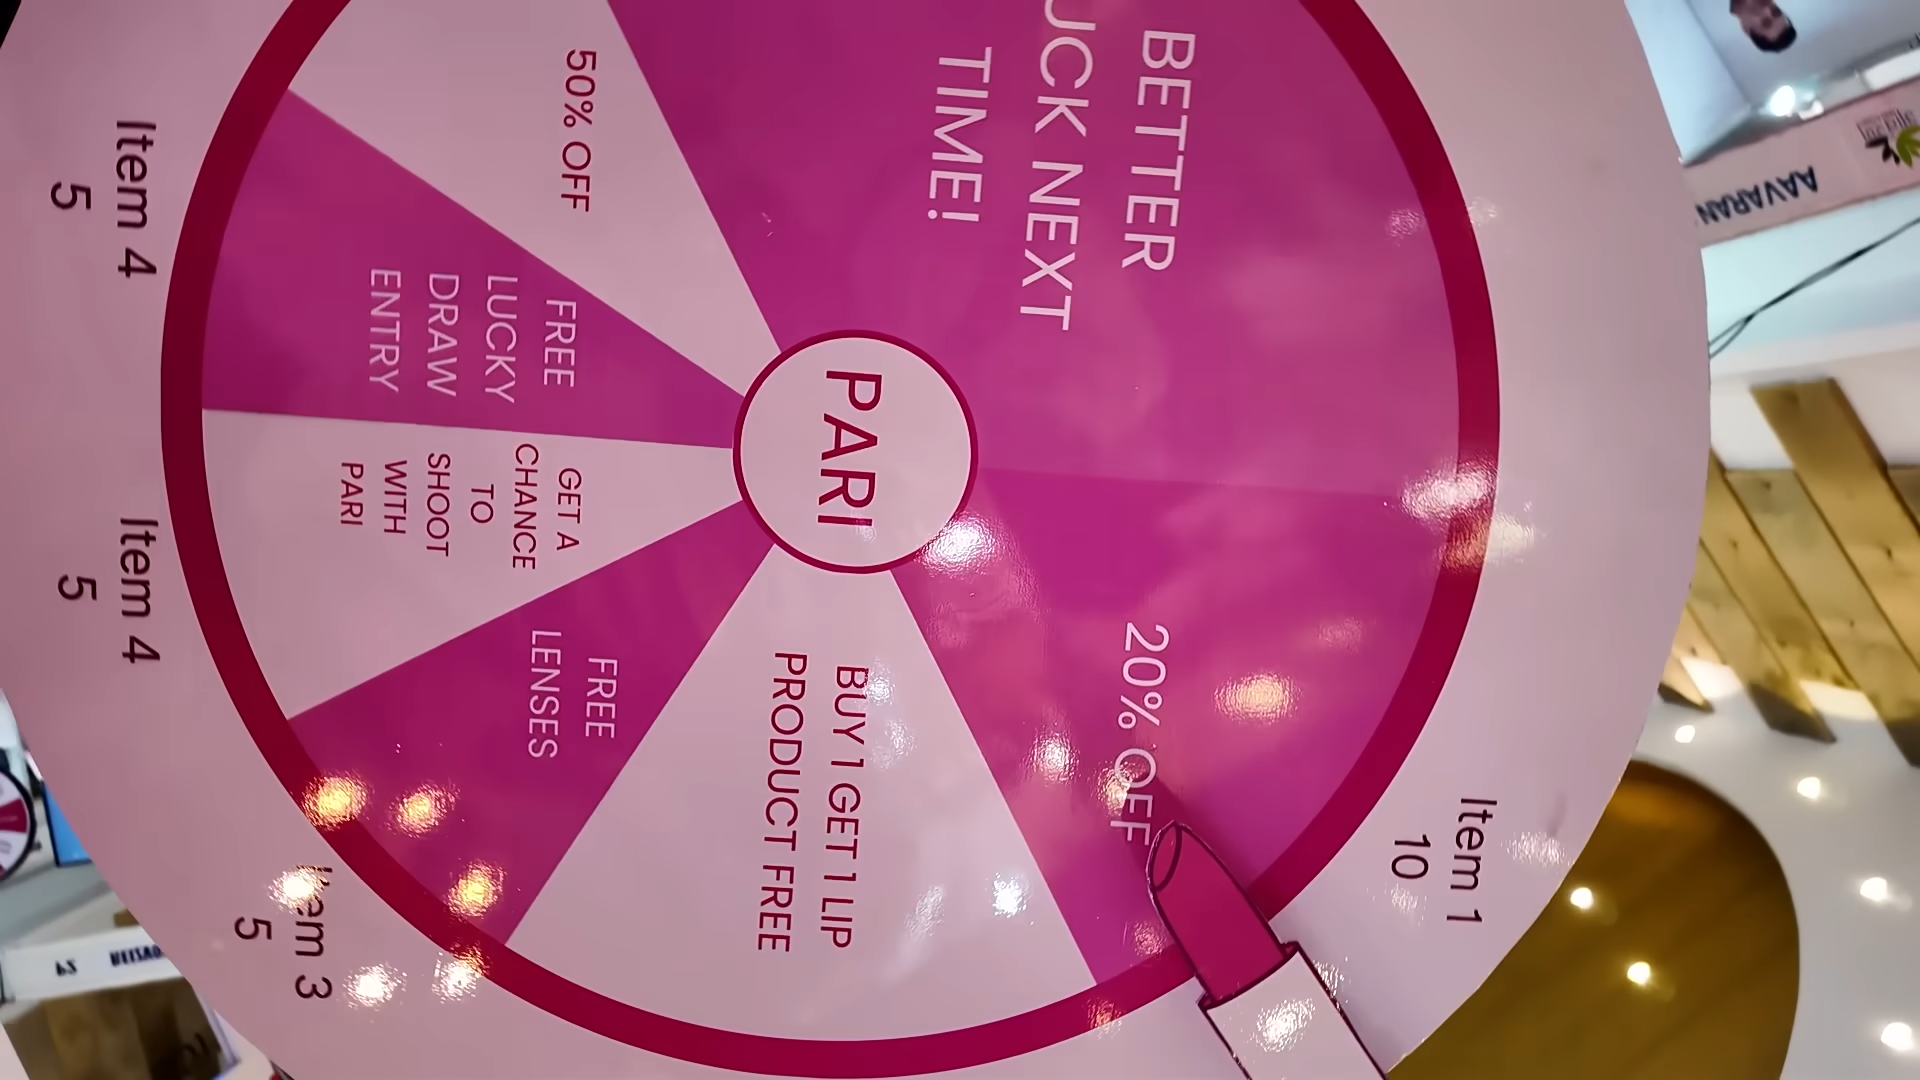 BETTER
UCK NEXT
TIME!
50% OFF
FREE
LUCKY
DRAW
ENTRY
GET A
CHANCE
TO
SHOOT
WITH
PARI
FREE
LENSES
BUY 1 GET 1 LIP
PRODUCT FREE
20% OFF
PARI
Item 4
5
Item 4
5
Item 3
5
Item 1
10
AAVARAN